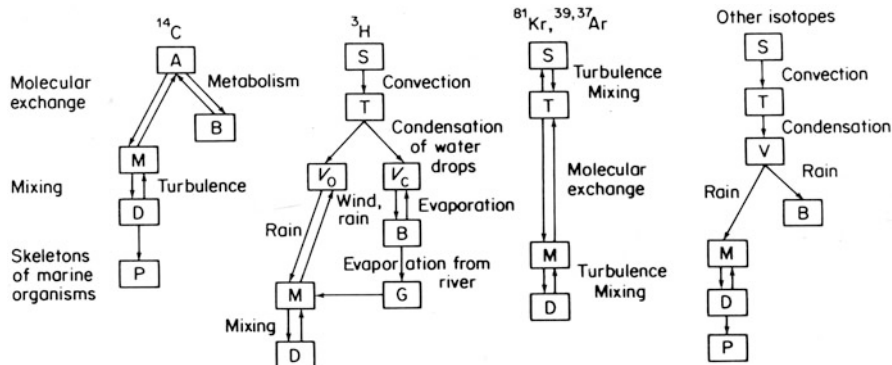 ¹⁴C
A
Molecular
exchange
Metabolism
B
M
Mixing
Turbulence
D
Skeletons
of marine
organisms
P
³H
S
Convection
T
Condensation
of water
drops
V₀
V_C
Wind,
rain
Rain
Evaporation
B
Evaporation from
river
M
G
Mixing
D
⁸¹Kr, ³⁹,³⁷Ar
S
Turbulence
Mixing
T
Molecular
exchange
M
Turbulence
Mixing
D
Other isotopes
S
Convection
T
Condensation
V
Rain
Rain
B
M
D
P